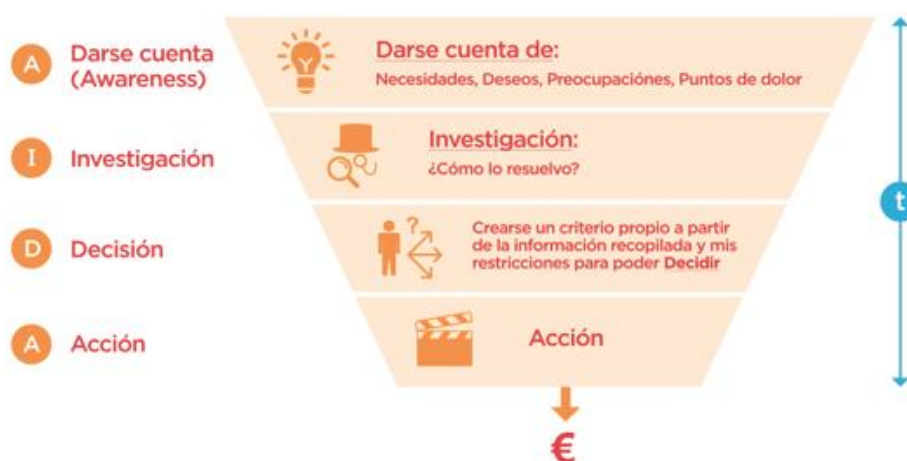 A
Darse cuenta
(Awareness)
Darse cuenta de:
Necesidades, Deseos, Preocupaciónes, Puntos de dolor
I
Investigación
Investigación:
¿Cómo lo resuelvo?
D
Decisión
?
Crearse un criterio propio a partir
de la información recopilada y mis
restricciones para poder Decidir
A
Acción
Acción
t
€